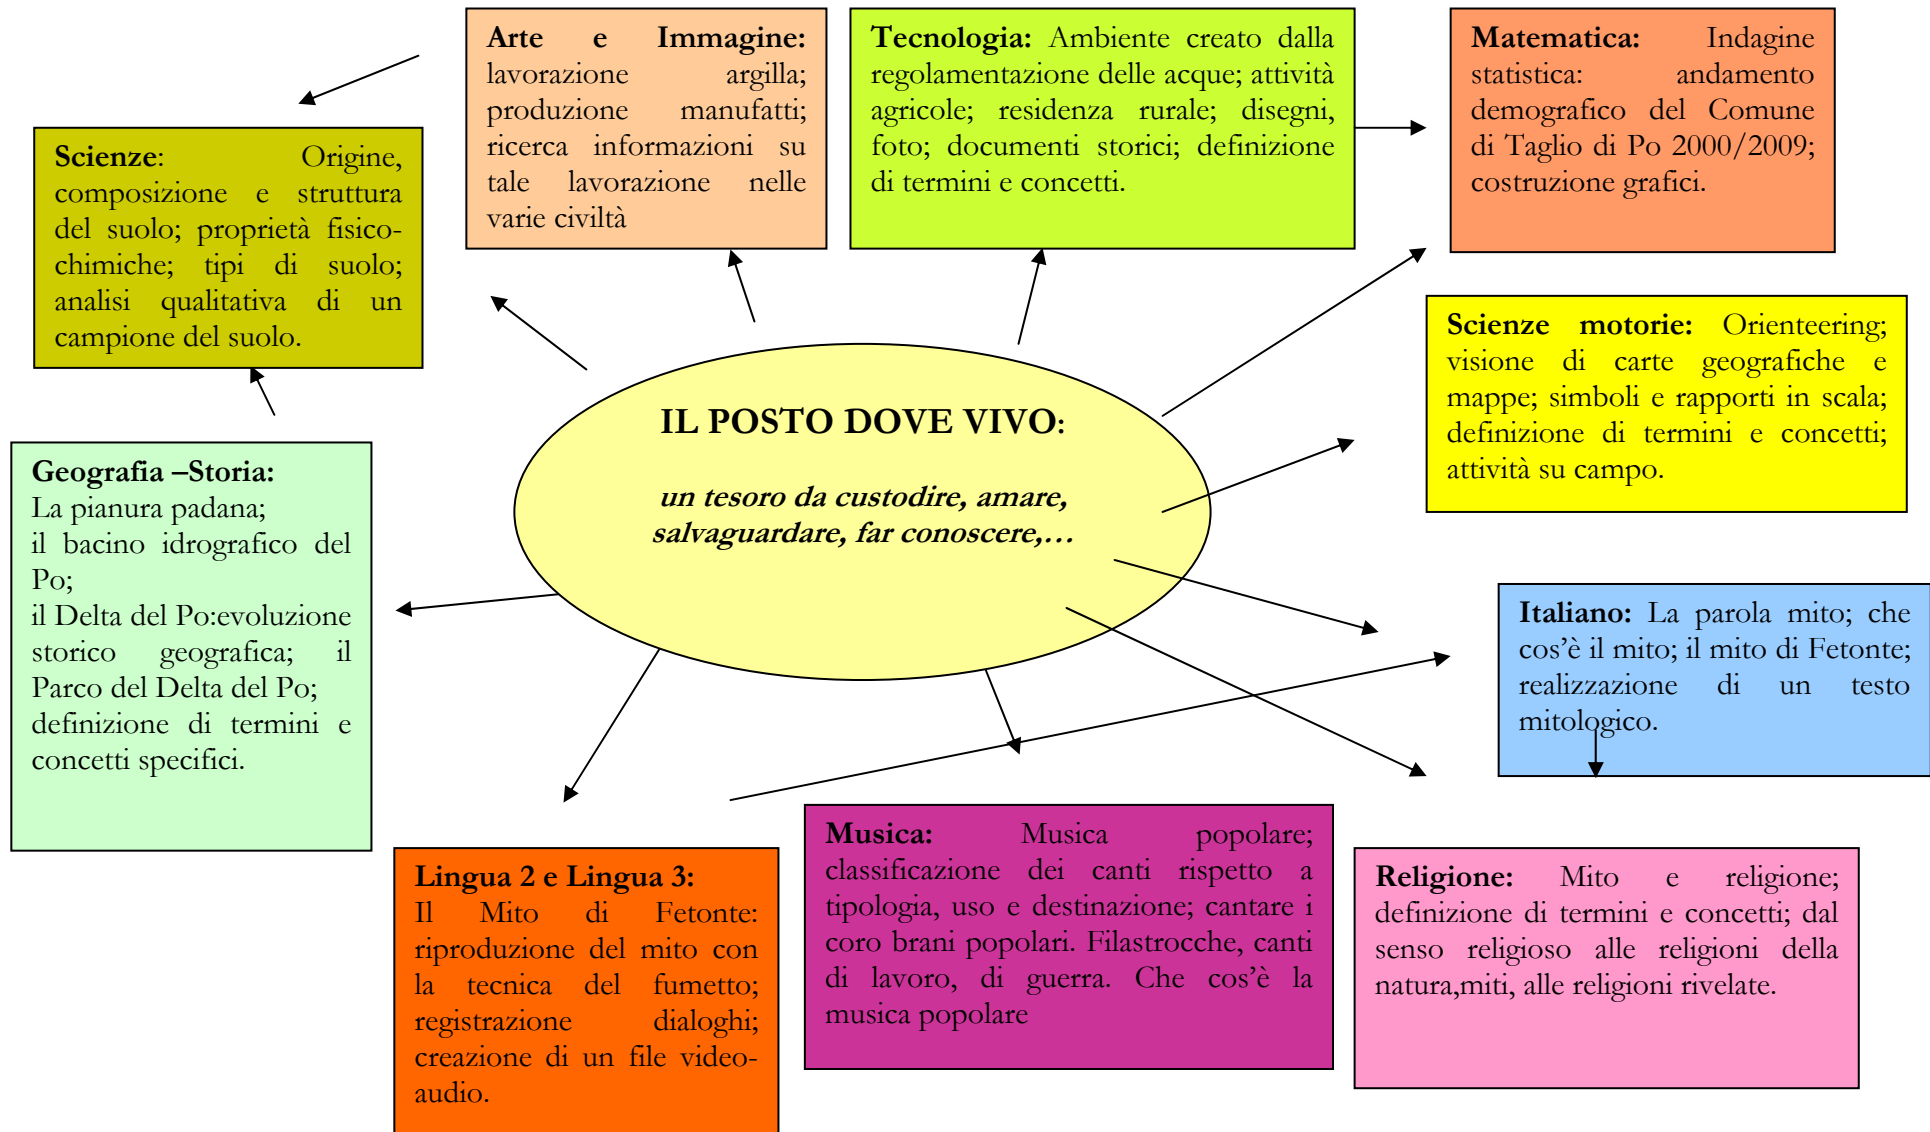 Arte e Immagine:
lavorazione argilla;
produzione manufatti;
ricerca informazioni su
tale lavorazione nelle
varie civiltà
Tecnologia: Ambiente creato dalla
regolamentazione delle acque; attività
agricole; residenza rurale; disegni,
foto; documenti storici; definizione
di termini e concetti.
Matematica: Indagine
statistica: andamento
demografico del Comune
di Taglio di Po 2000/2009;
costruzione grafici.
Scienze: Origine,
composizione e struttura
del suolo; proprietà fisico-
chimiche; tipi di suolo;
analisi qualitativa di un
campione del suolo.
Scienze motorie: Orienteering;
visione di carte geografiche e
mappe; simboli e rapporti in scala;
definizione di termini e concetti;
attività su campo.
IL POSTO DOVE VIVO:
un tesoro da custodire, amare,
salvaguardare, far conoscere,…
Geografia –Storia:
La pianura padana;
il bacino idrografico del
Po;
il Delta del Po:evoluzione
storico geografica; il
Parco del Delta del Po;
definizione di termini e
concetti specifici.
Italiano: La parola mito; che
cos’è il mito; il mito di Fetonte;
realizzazione di un testo
mitologico.
Lingua 2 e Lingua 3:
Il Mito di Fetonte:
riproduzione del mito con
la tecnica del fumetto;
registrazione dialoghi;
creazione di un file video-
audio.
Musica: Musica popolare;
classificazione dei canti rispetto a
tipologia, uso e destinazione; cantare i
coro brani popolari. Filastrocche, canti
di lavoro, di guerra. Che cos’è la
musica popolare
Religione: Mito e religione;
definizione di termini e concetti; dal
senso religioso alle religioni della
natura,miti, alle religioni rivelate.